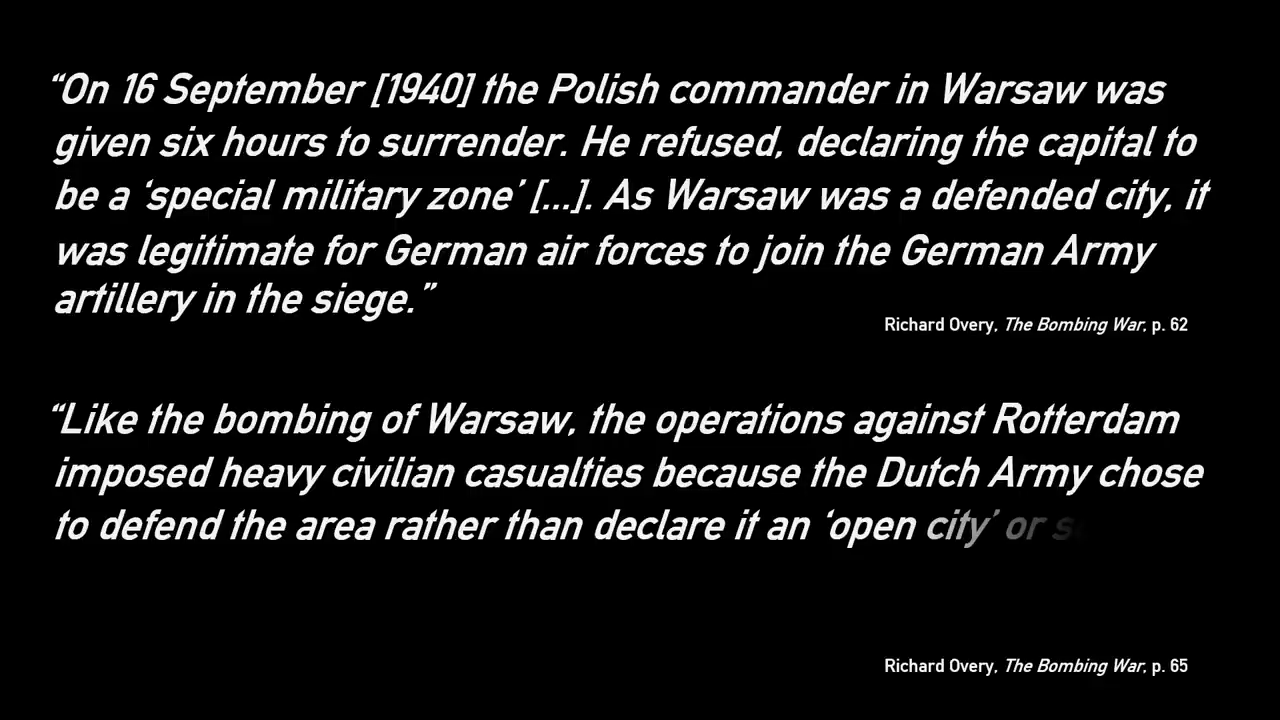 “On 16 September [1940] the Polish commander in Warsaw was
given six hours to surrender. He refused, declaring the capital to
be a ‘special military zone’ [...]. As Warsaw was a defended city, it
was legitimate for German air forces to join the German Army
artillery in the siege.”
Richard Overy, The Bombing War, p. 62
“Like the bombing of Warsaw, the operations against Rotterdam
imposed heavy civilian casualties because the Dutch Army chose
to defend the area rather than declare it an ‘open city’ or
Richard Overy, The Bombing War, p. 65